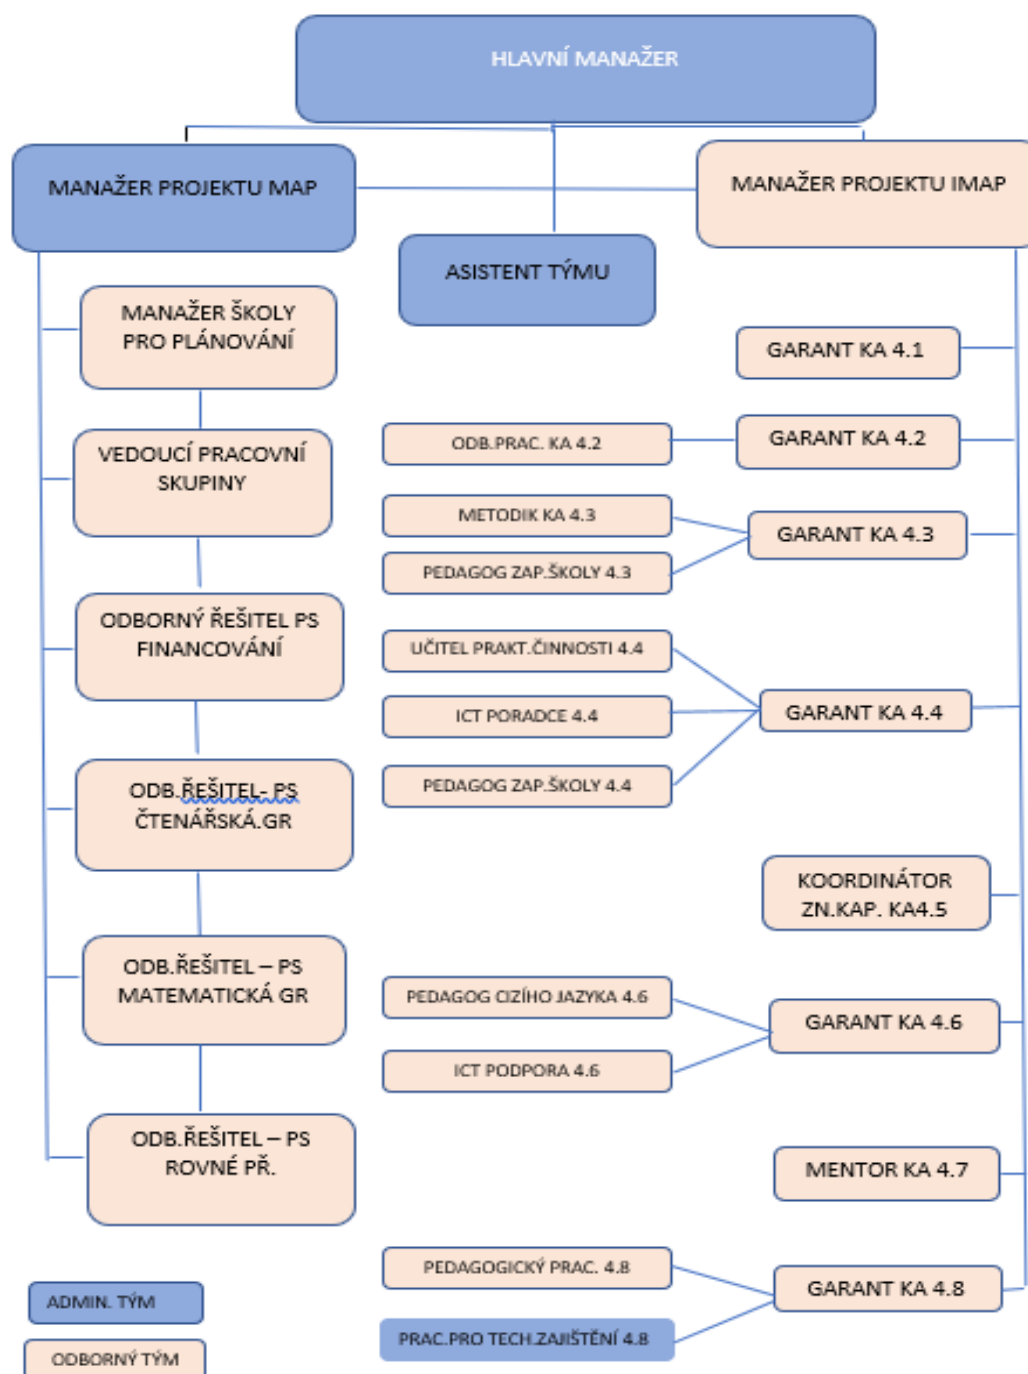 HLAVNÍ MANAŽER
MANAŽER PROJEKTU MAP
MANAŽER PROJEKTU IMAP
ASISTENT TÝMU
MANAŽER ŠKOLY
PRO PLÁNOVÁNÍ
VEDOUCÍ PRACOVNÍ
SKUPINY
ODBORNÝ ŘEŠITEL PS
FINANCOVÁNÍ
ODB.ŘEŠITEL- PS
ČTENÁŘSKÁ.GR
ODB.ŘEŠITEL – PS
MATEMATICKÁ GR
ODB.ŘEŠITEL – PS
ROVNÉ PŘ.
GARANT KA 4.1
ODB.PRAC. KA 4.2
GARANT KA 4.2
METODIK KA 4.3
PEDAGOG ZAP.ŠKOLY 4.3
GARANT KA 4.3
UČITEL PRAKT.ČINNOSTI 4.4
ICT PORADCE 4.4
PEDAGOG ZAP.ŠKOLY 4.4
GARANT KA 4.4
KOORDINÁTOR
ZN.KAP. KA4.5
PEDAGOG CIZÍHO JAZYKA 4.6
ICT PODPORA 4.6
GARANT KA 4.6
MENTOR KA 4.7
PEDAGOGICKÝ PRAC. 4.8
PRAC.PRO TECH.ZAJIŠTĚNÍ 4.8
GARANT KA 4.8
ADMIN. TÝM
ODBORNÝ TÝM